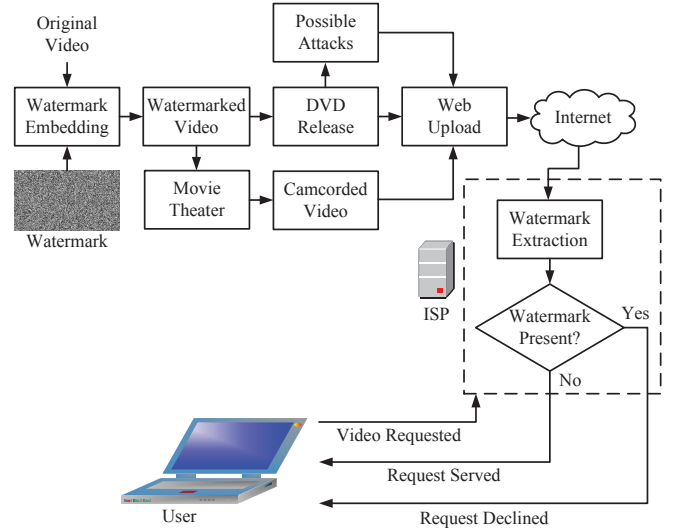 Original
Video
Possible
Attacks
Watermark
Embedding
Watermarked
Video
DVD
Release
Web
Upload
Internet
Movie
Theater
Camcorded
Video
Watermark
Watermark
Extraction
ISP
Watermark
Present?
Yes
No
Video Requested
Request Served
Request Declined
User